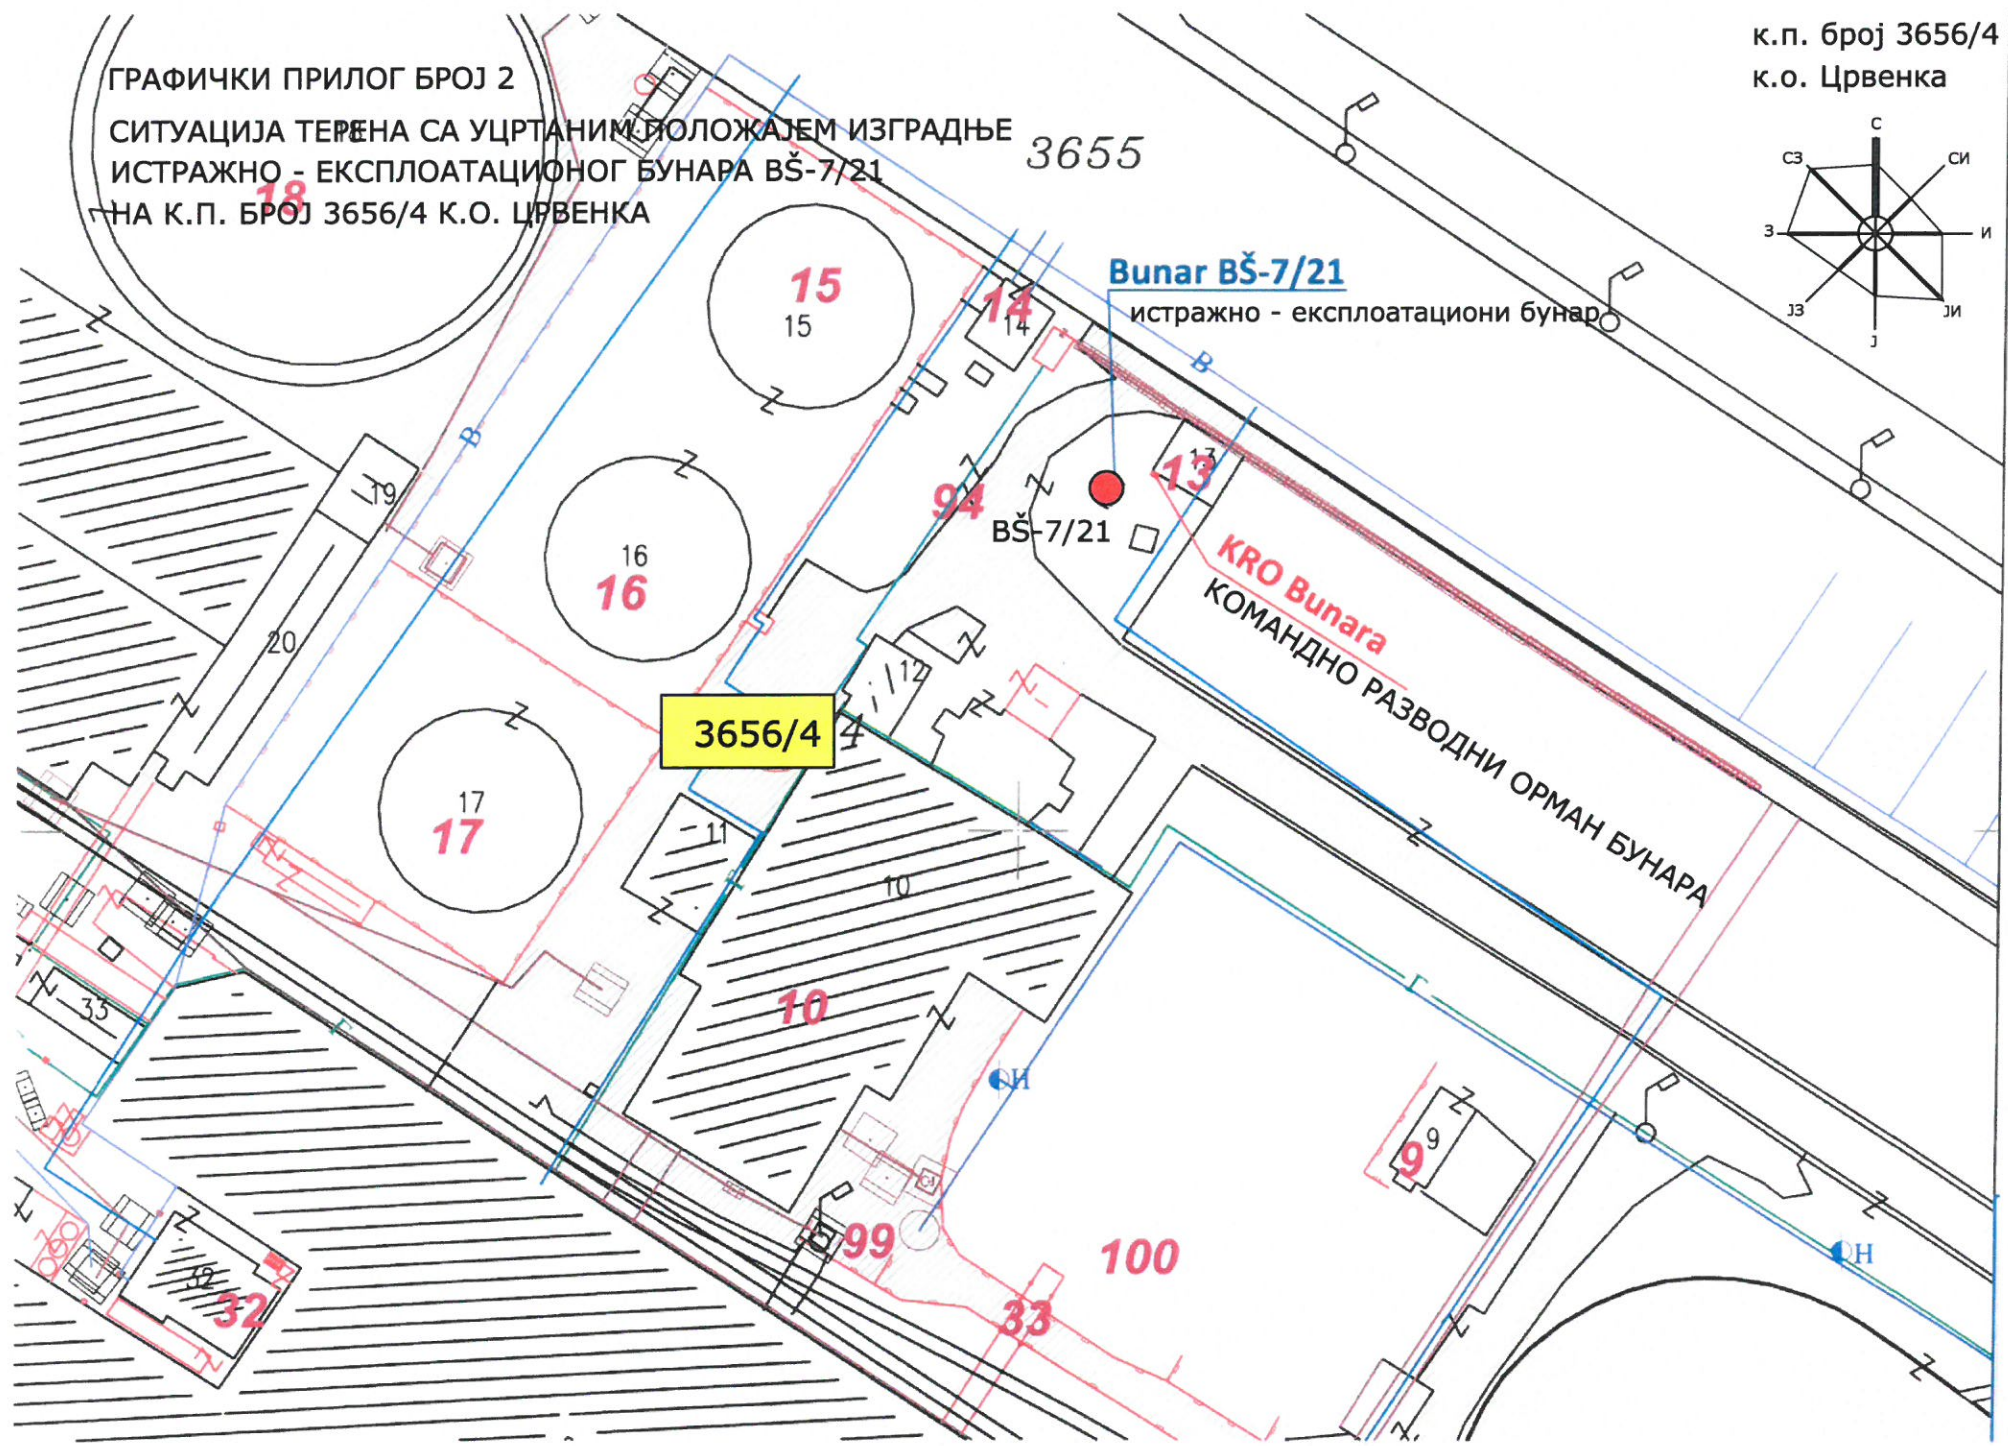 к.п. број 3656/4
к.о. Црвенка
ГРАФИЧКИ ПРИЛОГ БРОЈ 2
СИТУАЦИЈА ТЕРЕНА СА УЦРТАНИМ ПОЛОЖАЈЕМ ИЗГРАДЊЕ
ИСТРАЖНО - ЕКСПЛОАТАЦИОНОГ БУНАРА BŠ-7/21
НА К.П. БРОЈ 3656/4 К.О. ЦРВЕНКА
18
3655
С
СЗ
СИ
З
И
ЈЗ
ЈИ
Ј
Bunar BŠ-7/21
истражно - експлоатациони бунар
15
15
14
14
В
В
13
13
94
BŠ-7/21
19
16
16
KRO Bunara
КОМАНДНО РАЗВОДНИ ОРМАН БУНАРА
20
12
3656/4
4
17
17
11
10
10
Г
Г
Г
33
Н
9
9
32
32
99
100
33
Н